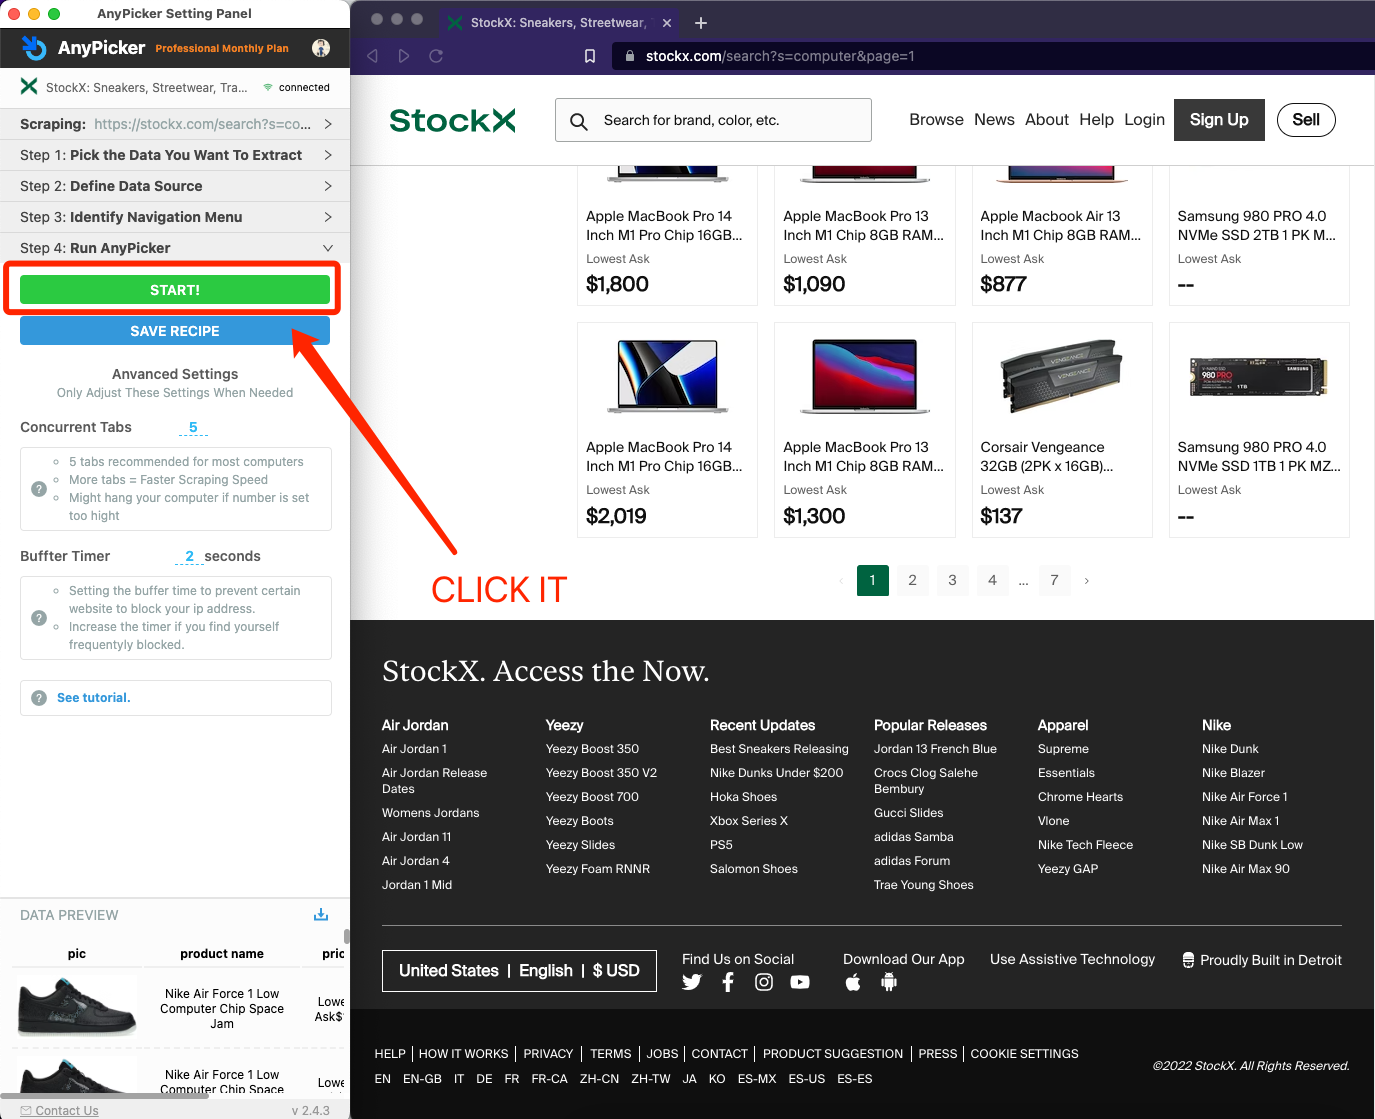 AnyPicker Setting Panel
AnyPicker Professional Monthly Plan
StockX: Sneakers, Streetwear, Tra... connected
Scraping: https://stockx.com/search?s=co...
Step 1: Pick the Data You Want To Extract
Step 2: Define Data Source
Step 3: Identify Navigation Menu
Step 4: Run AnyPicker
START!
SAVE RECIPE
Anvanced Settings
Only Adjust These Settings When Needed
Concurrent Tabs 5
5 tabs recommended for most computers
More tabs = Faster Scraping Speed
Might hang your computer if number is set
too hight
Buffter Timer 2 seconds
Setting the buffer time to prevent certain
website to block your ip address.
Increase the timer if you find yourself
frequentyly blocked.
See tutorial.
DATA PREVIEW
pic product name pric
Nike Air Force 1 Low
Computer Chip Space
Jam
Lowe
Ask$
Nike Air Force 1 Low
Computer Chip Space
Lowe
Contact Us v 2.4.3
StockX: Sneakers, Streetwear,
stockx.com/search?s=computer&page=1
StockX
Search for brand, color, etc.
Browse News About Help Login Sign Up Sell
Apple MacBook Pro 14
Inch M1 Pro Chip 16GB...
Lowest Ask
$1,800
Apple MacBook Pro 13
Inch M1 Chip 8GB RAM...
Lowest Ask
$1,090
Apple Macbook Air 13
Inch M1 Chip 8GB RAM...
Lowest Ask
$877
Samsung 980 PRO 4.0
NVMe SSD 2TB 1 PK M...
Lowest Ask
--
Apple MacBook Pro 14
Inch M1 Pro Chip 16GB...
Lowest Ask
$2,019
Apple MacBook Pro 13
Inch M1 Chip 8GB RAM...
Lowest Ask
$1,300
VENGEANCE
VENGEANCE
Corsair Vengeance
32GB (2PK x 16GB)...
Lowest Ask
$137
V-NAND SSD
980 PRO
1TB
SAMSUNG
Samsung 980 PRO 4.0
NVMe SSD 1TB 1 PK MZ...
Lowest Ask
--
CLICK IT
1 2 3 4 ... 7
StockX. Access the Now.
Air Jordan
Air Jordan 1
Air Jordan Release
Dates
Womens Jordans
Air Jordan 11
Air Jordan 4
Jordan 1 Mid
Yeezy
Yeezy Boost 350
Yeezy Boost 350 V2
Yeezy Boost 700
Yeezy Boots
Yeezy Slides
Yeezy Foam RNNR
Recent Updates
Best Sneakers Releasing
Nike Dunks Under $200
Hoka Shoes
Xbox Series X
PS5
Salomon Shoes
Popular Releases
Jordan 13 French Blue
Crocs Clog Salehe
Bembury
Gucci Slides
adidas Samba
adidas Forum
Trae Young Shoes
Apparel
Supreme
Essentials
Chrome Hearts
Vlone
Nike Tech Fleece
Yeezy GAP
Nike
Nike Dunk
Nike Blazer
Nike Air Force 1
Nike Air Max 1
Nike SB Dunk Low
Nike Air Max 90
United States | English | $ USD
Find Us on Social
Download Our App
Use Assistive Technology
Proudly Built in Detroit
HELP | HOW IT WORKS | PRIVACY | TERMS | JOBS | CONTACT | PRODUCT SUGGESTION | PRESS | COOKIE SETTINGS
EN EN-GB IT DE FR FR-CA ZH-CN ZH-TW JA KO ES-MX ES-US ES-ES
©2022 StockX. All Rights Reserved.